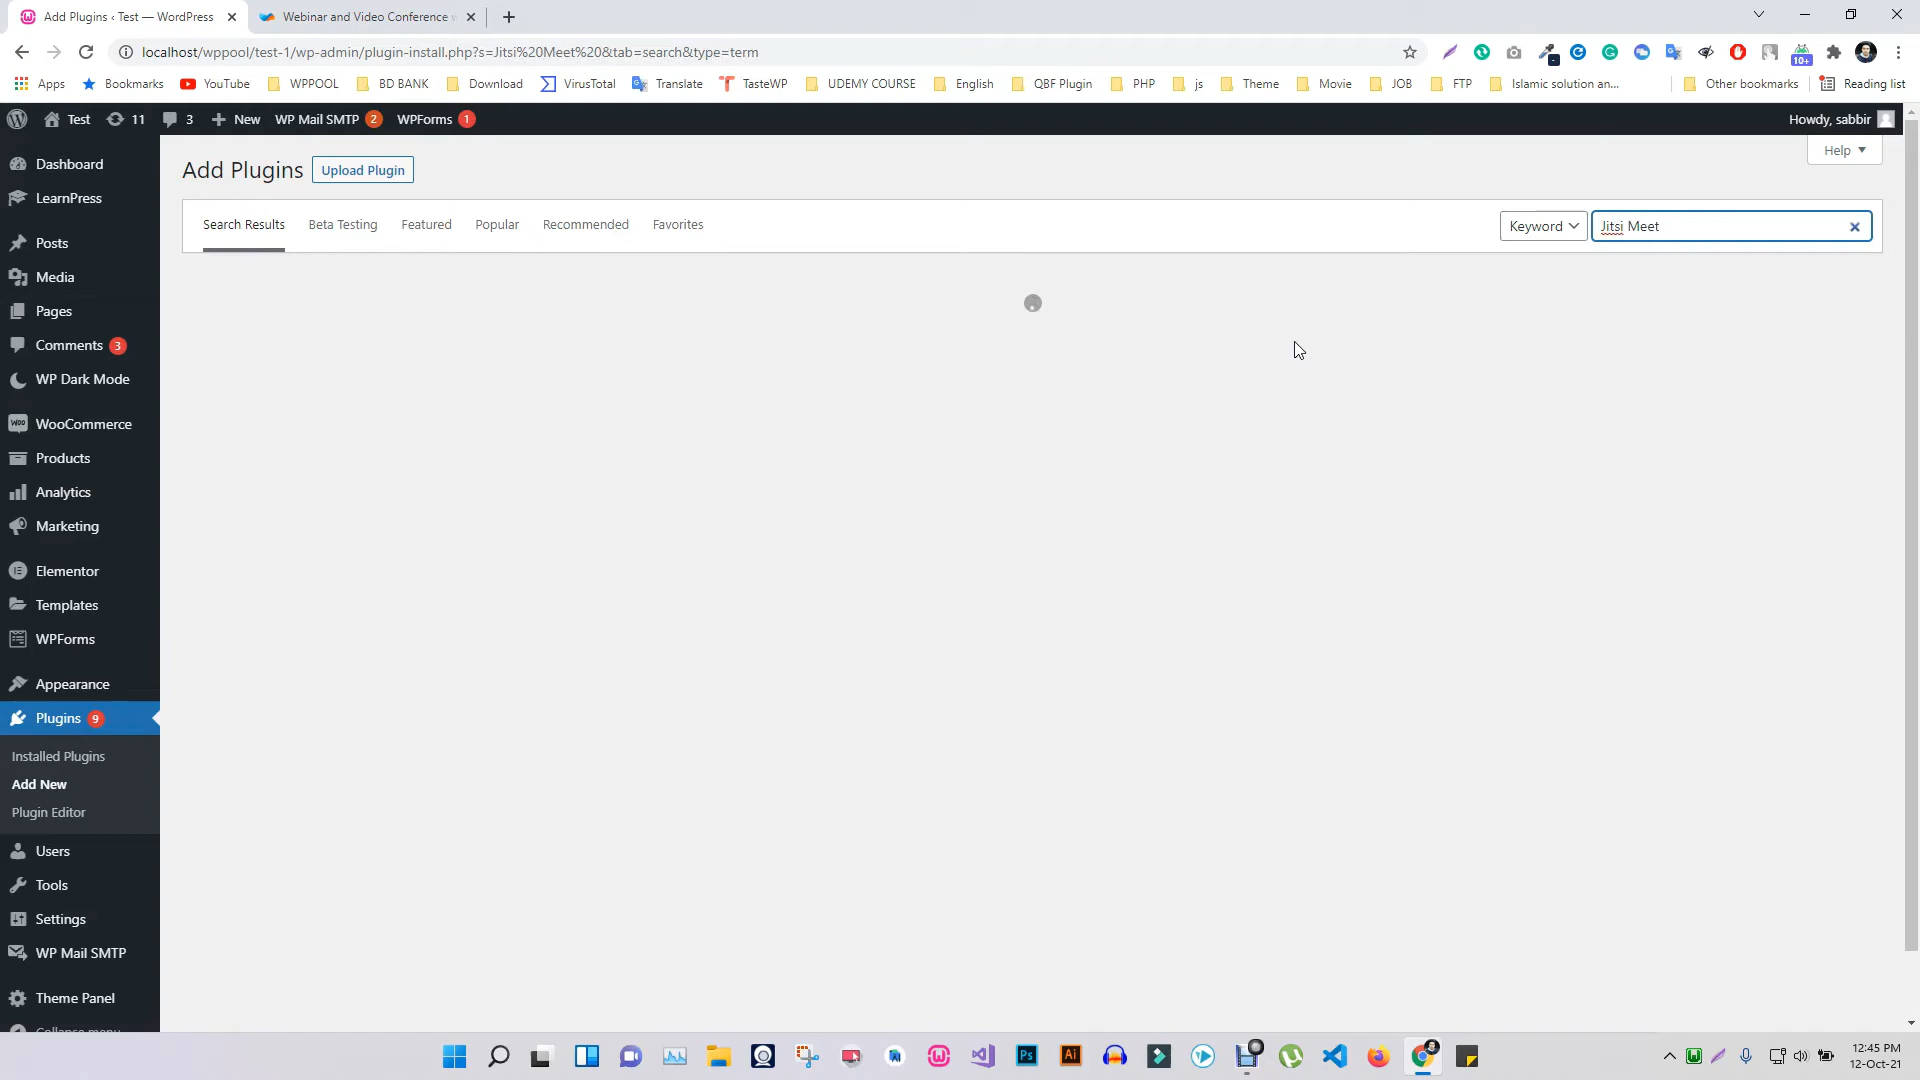 Add Plugins ‹ Test — WordPress
Webinar and Video Conference w
localhost/wppool/test-1/wp-admin/plugin-install.php?s=Jitsi%20Meet%20&tab=search&type=term
10+
Apps
Bookmarks
YouTube
WPPOOL
BD BANK
Download
VirusTotal
Translate
TasteWP
UDEMY COURSE
English
QBF Plugin
PHP
js
Theme
Movie
JOB
FTP
Islamic solution an...
Other bookmarks
Reading list
Test
11
3
New
WP Mail SMTP 2
WPForms 1
Howdy, sabbir
Help
Add Plugins
Upload Plugin
Search Results
Beta Testing
Featured
Popular
Recommended
Favorites
Keyword
Jitsi Meet
Dashboard
LearnPress
Posts
Media
Pages
Comments 3
WP Dark Mode
WooCommerce
Products
Analytics
Marketing
Elementor
Templates
WPForms
Appearance
Plugins 9
Installed Plugins
Add New
Plugin Editor
Users
Tools
Settings
WP Mail SMTP
Theme Panel
Collapse menu
Ps
Ai
12:45 PM
12-Oct-21